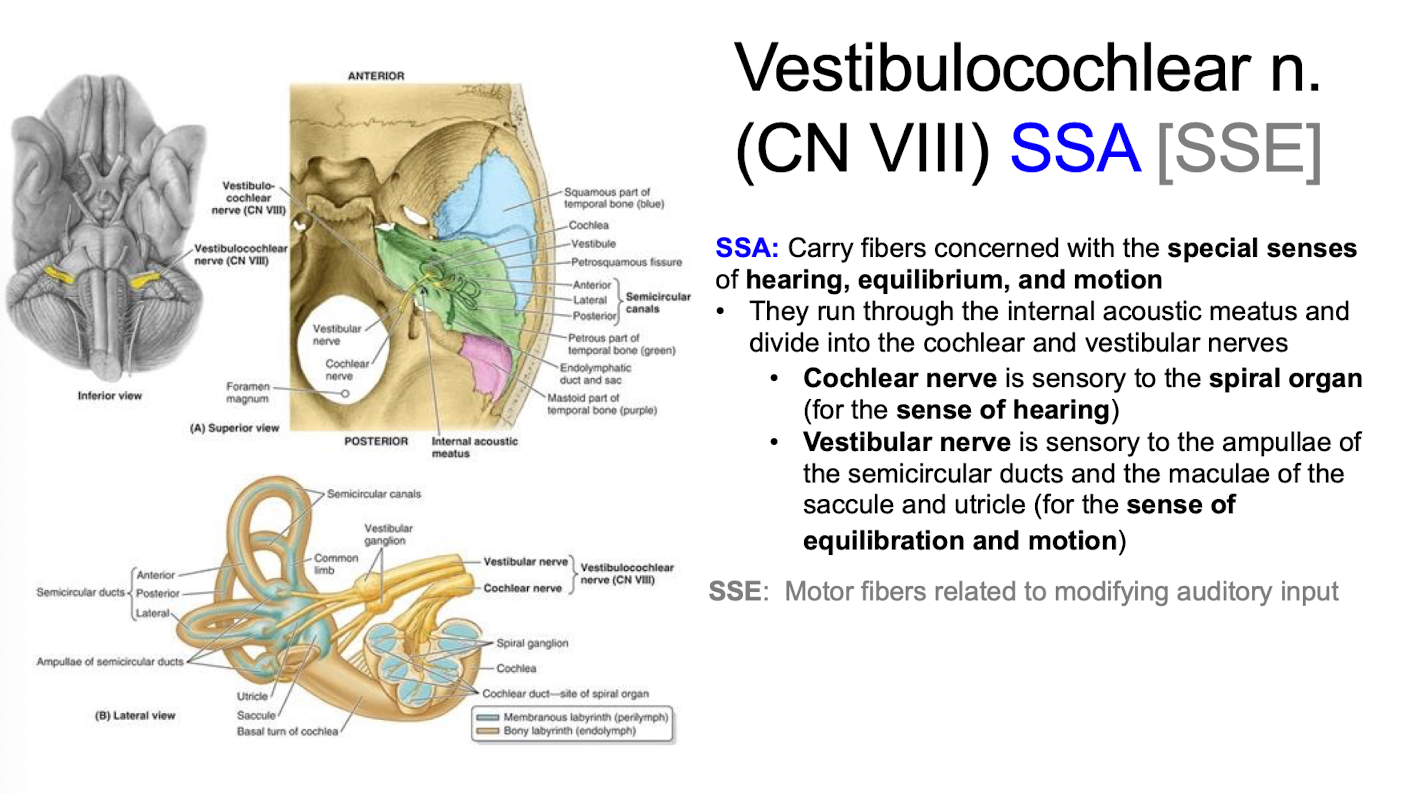 Vestibulocochlear n.
(CN VIII) SSA [SSE]
SSA: Carry fibers concerned with the special senses
of hearing, equilibrium, and motion
• They run through the internal acoustic meatus and
divide into the cochlear and vestibular nerves
• Cochlear nerve is sensory to the spiral organ
(for the sense of hearing)
• Vestibular nerve is sensory to the ampullae of
the semicircular ducts and the maculae of the
saccule and utricle (for the sense of
equilibration and motion)
SSE: Motor fibers related to modifying auditory input
ANTERIOR
Vestibulo-
cochlear
nerve (CN VIII)
Vestibulocochlear
nerve (CN VIII)
Inferior view
Squamous part of
temporal bone (blue)
Cochlea
Vestibule
Petrosquamous fissure
Anterior
Lateral
Posterior
Semicircular
canals
Petrous part of
temporal bone (green)
Endolymphatic
duct and sac
Mastoid part of
temporal bone (purple)
Vestibular
nerve
Cochlear
nerve
Foramen
magnum
(A) Superior view
POSTERIOR
Internal acoustic
meatus
Semicircular canals
Vestibular
ganglion
Common
limb
Vestibular nerve
Cochlear nerve
Vestibulocochlear
nerve (CN VIII)
Semicircular ducts
Anterior
Posterior
Lateral
Ampullae of semicircular ducts
Utricle
Saccule
Basal turn of cochlea
Spiral ganglion
Cochlea
Cochlear duct—site of spiral organ
(B) Lateral view
Membranous labyrinth (perilymph)
Bony labyrinth (endolymph)